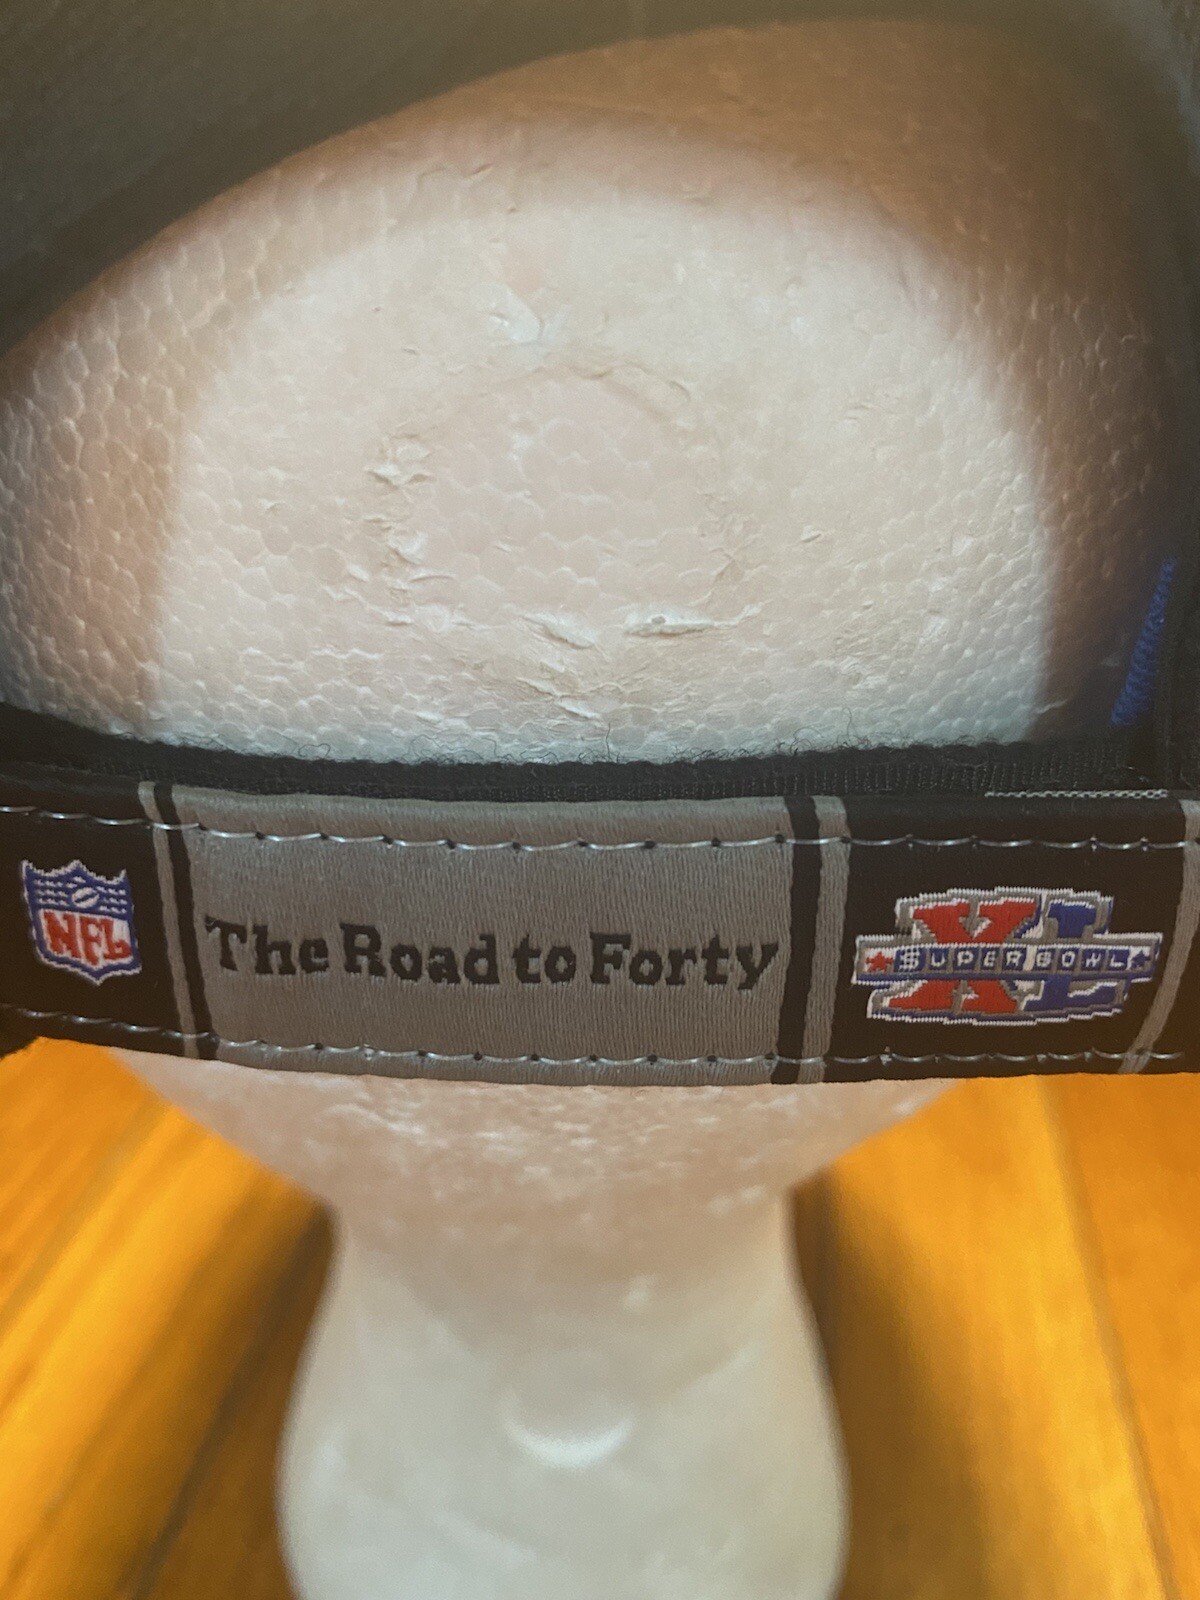 NFL
The Road to Forty
XL
SUPER BOWL